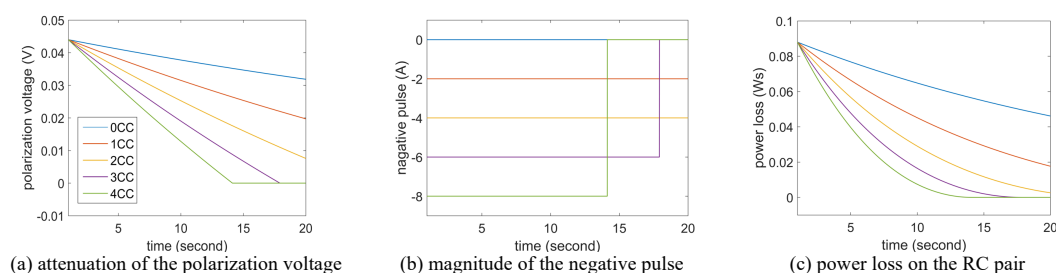 0.05
0.04
0.03
0.02
0.01
0
-0.01
polarization voltage (V)
0CC
1CC
2CC
3CC
4CC
5
10
15
20
time (second)
(a) attenuation of the polarization voltage
0
-2
-4
-6
-8
nagative pulse (A)
5
10
15
20
time (second)
(b) magnitude of the negative pulse
0.1
0.08
0.06
0.04
0.02
0
power loss (Ws)
5
10
15
20
time (second)
(c) power loss on the RC pair